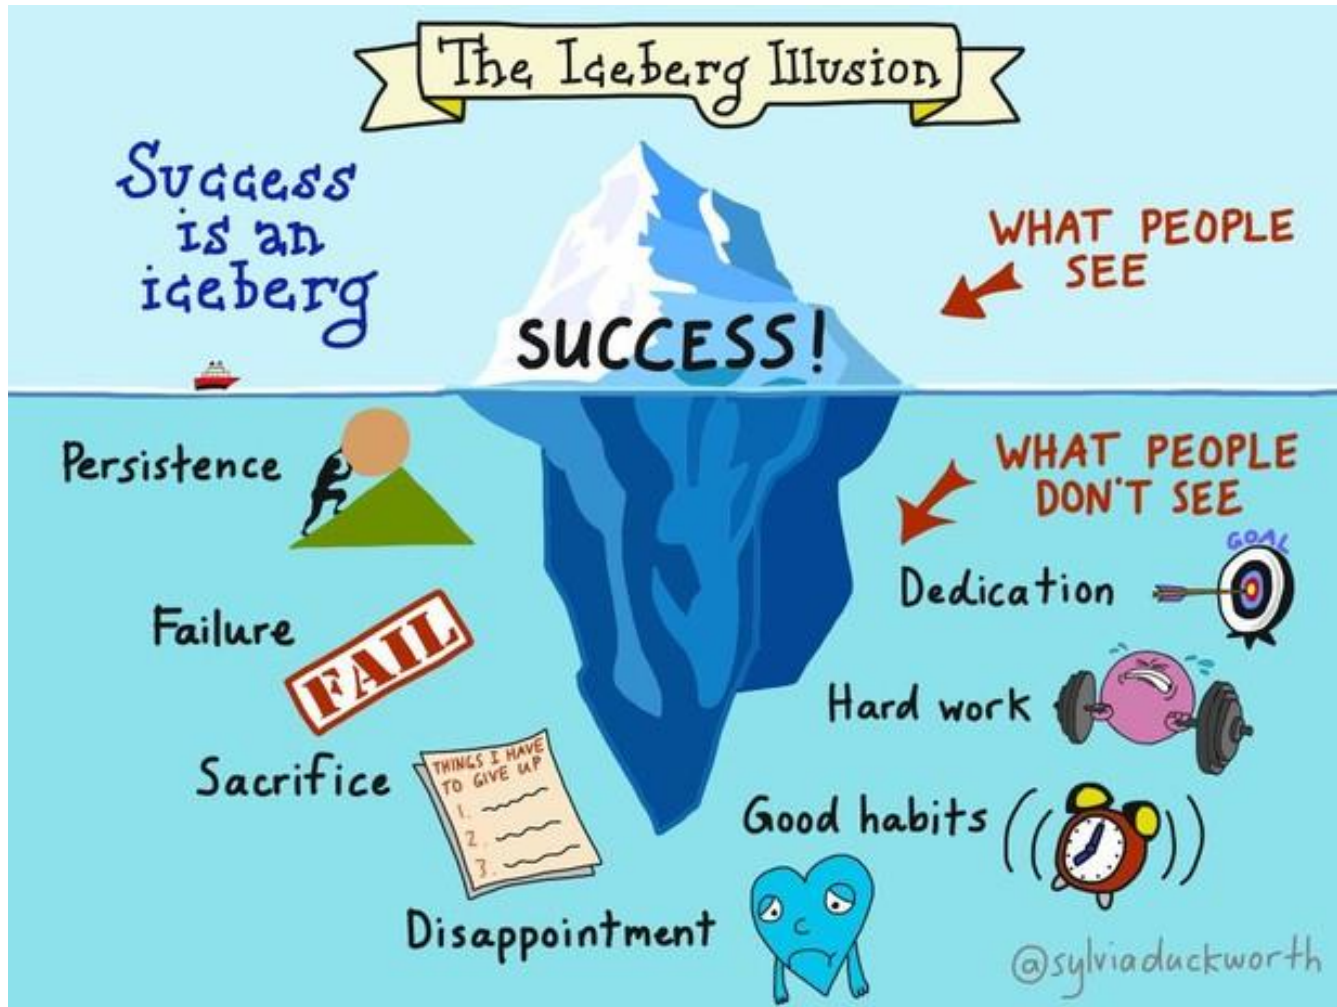 The Iceberg Illusion
Success
is an
iceberg
WHAT PEOPLE
SEE
SUCCESS!
WHAT PEOPLE
DON'T SEE
Persistence
Failure
FAIL
Sacrifice
THINGS I HAVE
TO GIVE UP
1.
2.
3.
Disappointment
Dedication
GOAL
Hard work
Good habits
@sylviaduckworth